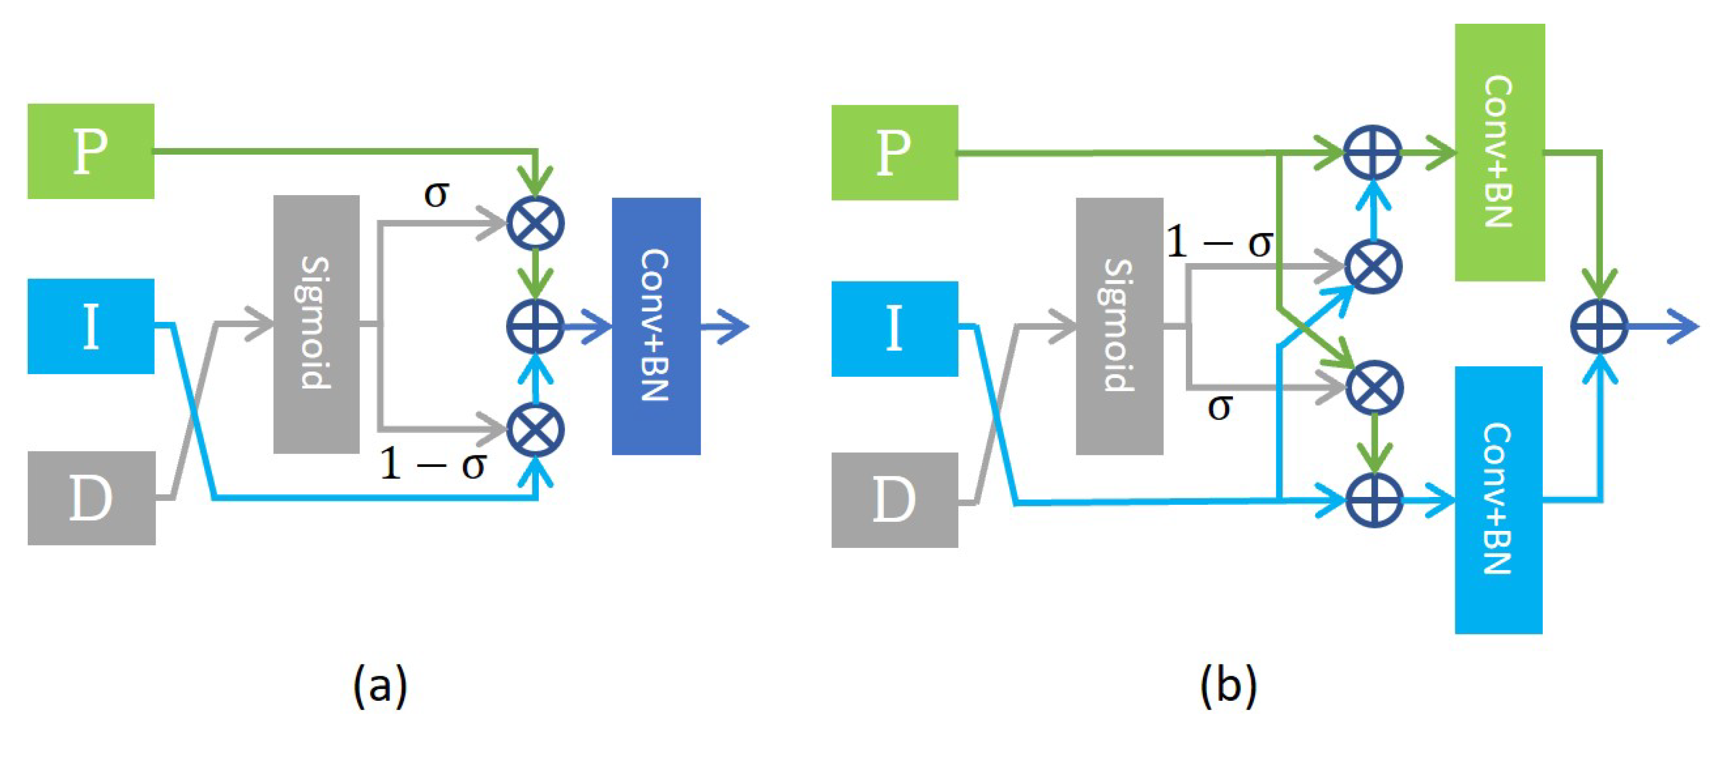 P
I
D
Sigmoid
σ
1 − σ
Conv+BN
(a)
P
I
D
Sigmoid
1 − σ
σ
Conv+BN
Conv+BN
(b)